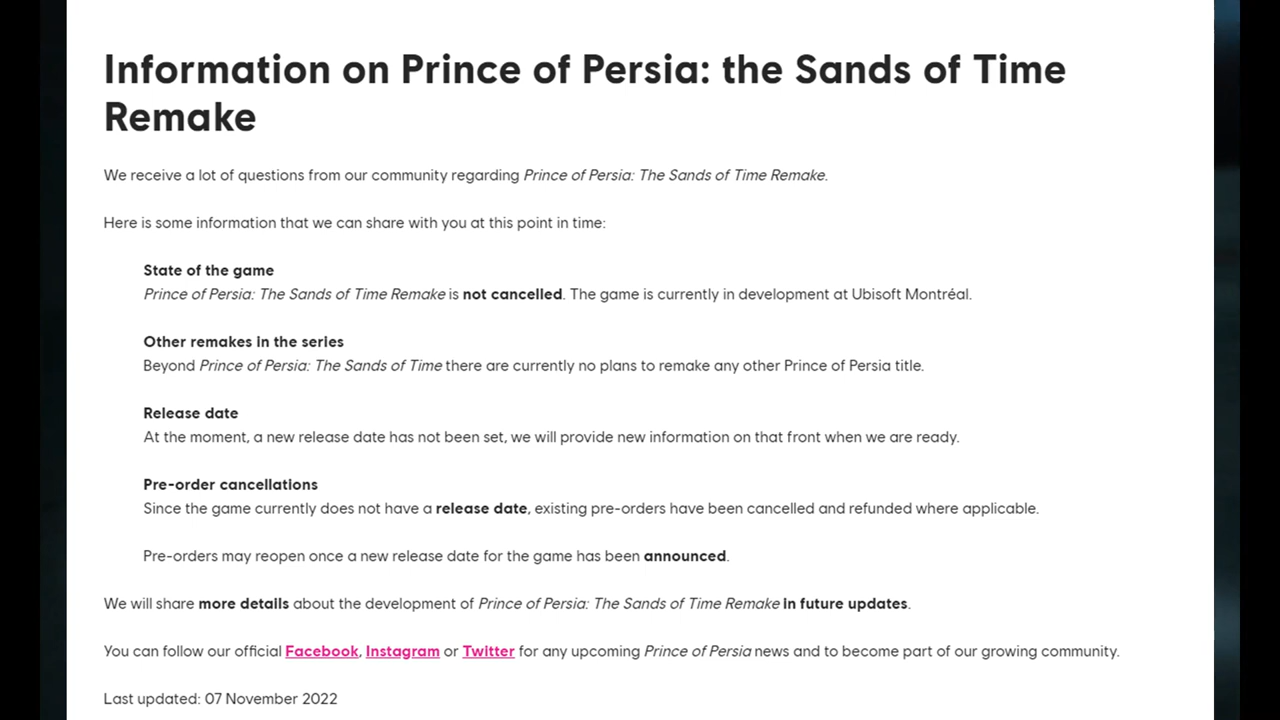 Information on Prince of Persia: the Sands of Time
Remake
We receive a lot of questions from our community regarding Prince of Persia: The Sands of Time Remake.
Here is some information that we can share with you at this point in time:
State of the game
Prince of Persia: The Sands of Time Remake is not cancelled. The game is currently in development at Ubisoft Montréal.
Other remakes in the series
Beyond Prince of Persia: The Sands of Time there are currently no plans to remake any other Prince of Persia title.
Release date
At the moment, a new release date has not been set, we will provide new information on that front when we are ready.
Pre-order cancellations
Since the game currently does not have a release date, existing pre-orders have been cancelled and refunded where applicable.
Pre-orders may reopen once a new release date for the game has been announced.
We will share more details about the development of Prince of Persia: The Sands of Time Remake in future updates.
You can follow our official Facebook, Instagram or Twitter for any upcoming Prince of Persia news and to become part of our growing community.
Last updated: 07 November 2022